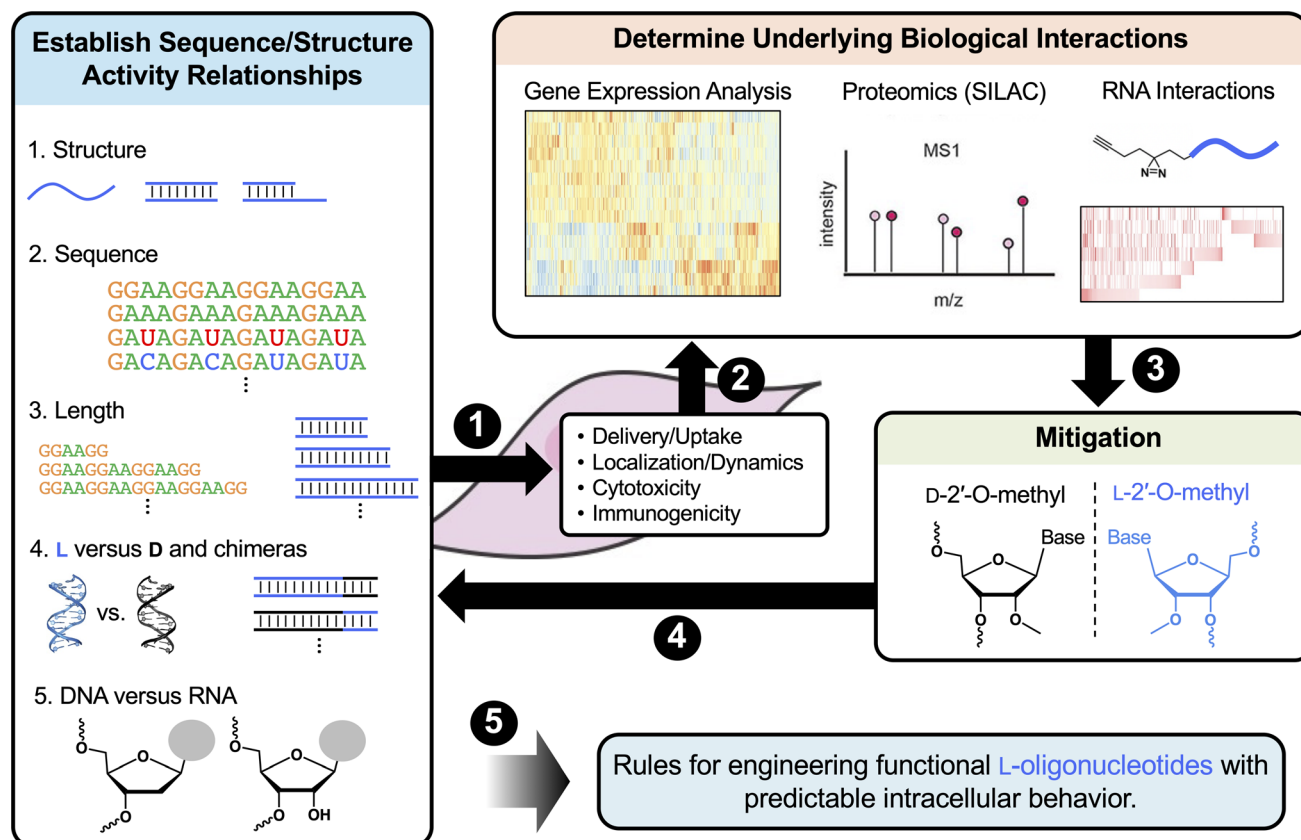 Establish Sequence/Structure
Activity Relationships
1. Structure
2. Sequence
GGAAGGAAGGAAGGAA
GAAAGAAAGAAAGAAA
GAUAGAUAGAUAGAUA
GACAGACAGAUAGAUA
3. Length
GGAAGG
GGAAGGAAGGAAGG
GGAAGGAAGGAAGGAAGG
4. L versus D and chimeras
vs.
5. DNA versus RNA
O
O
O
O
O
O
OH
Determine Underlying Biological Interactions
Gene Expression Analysis
Proteomics (SILAC)
MS1
intensity
m/z
RNA Interactions
N=N
1
2
3
• Delivery/Uptake
• Localization/Dynamics
• Cytotoxicity
• Immunogenicity
Mitigation
D-2′-O-methyl
L-2′-O-methyl
O
O
Base
O
O
Base
O
O
O
O
4
5
Rules for engineering functional L-oligonucleotides with
predictable intracellular behavior.